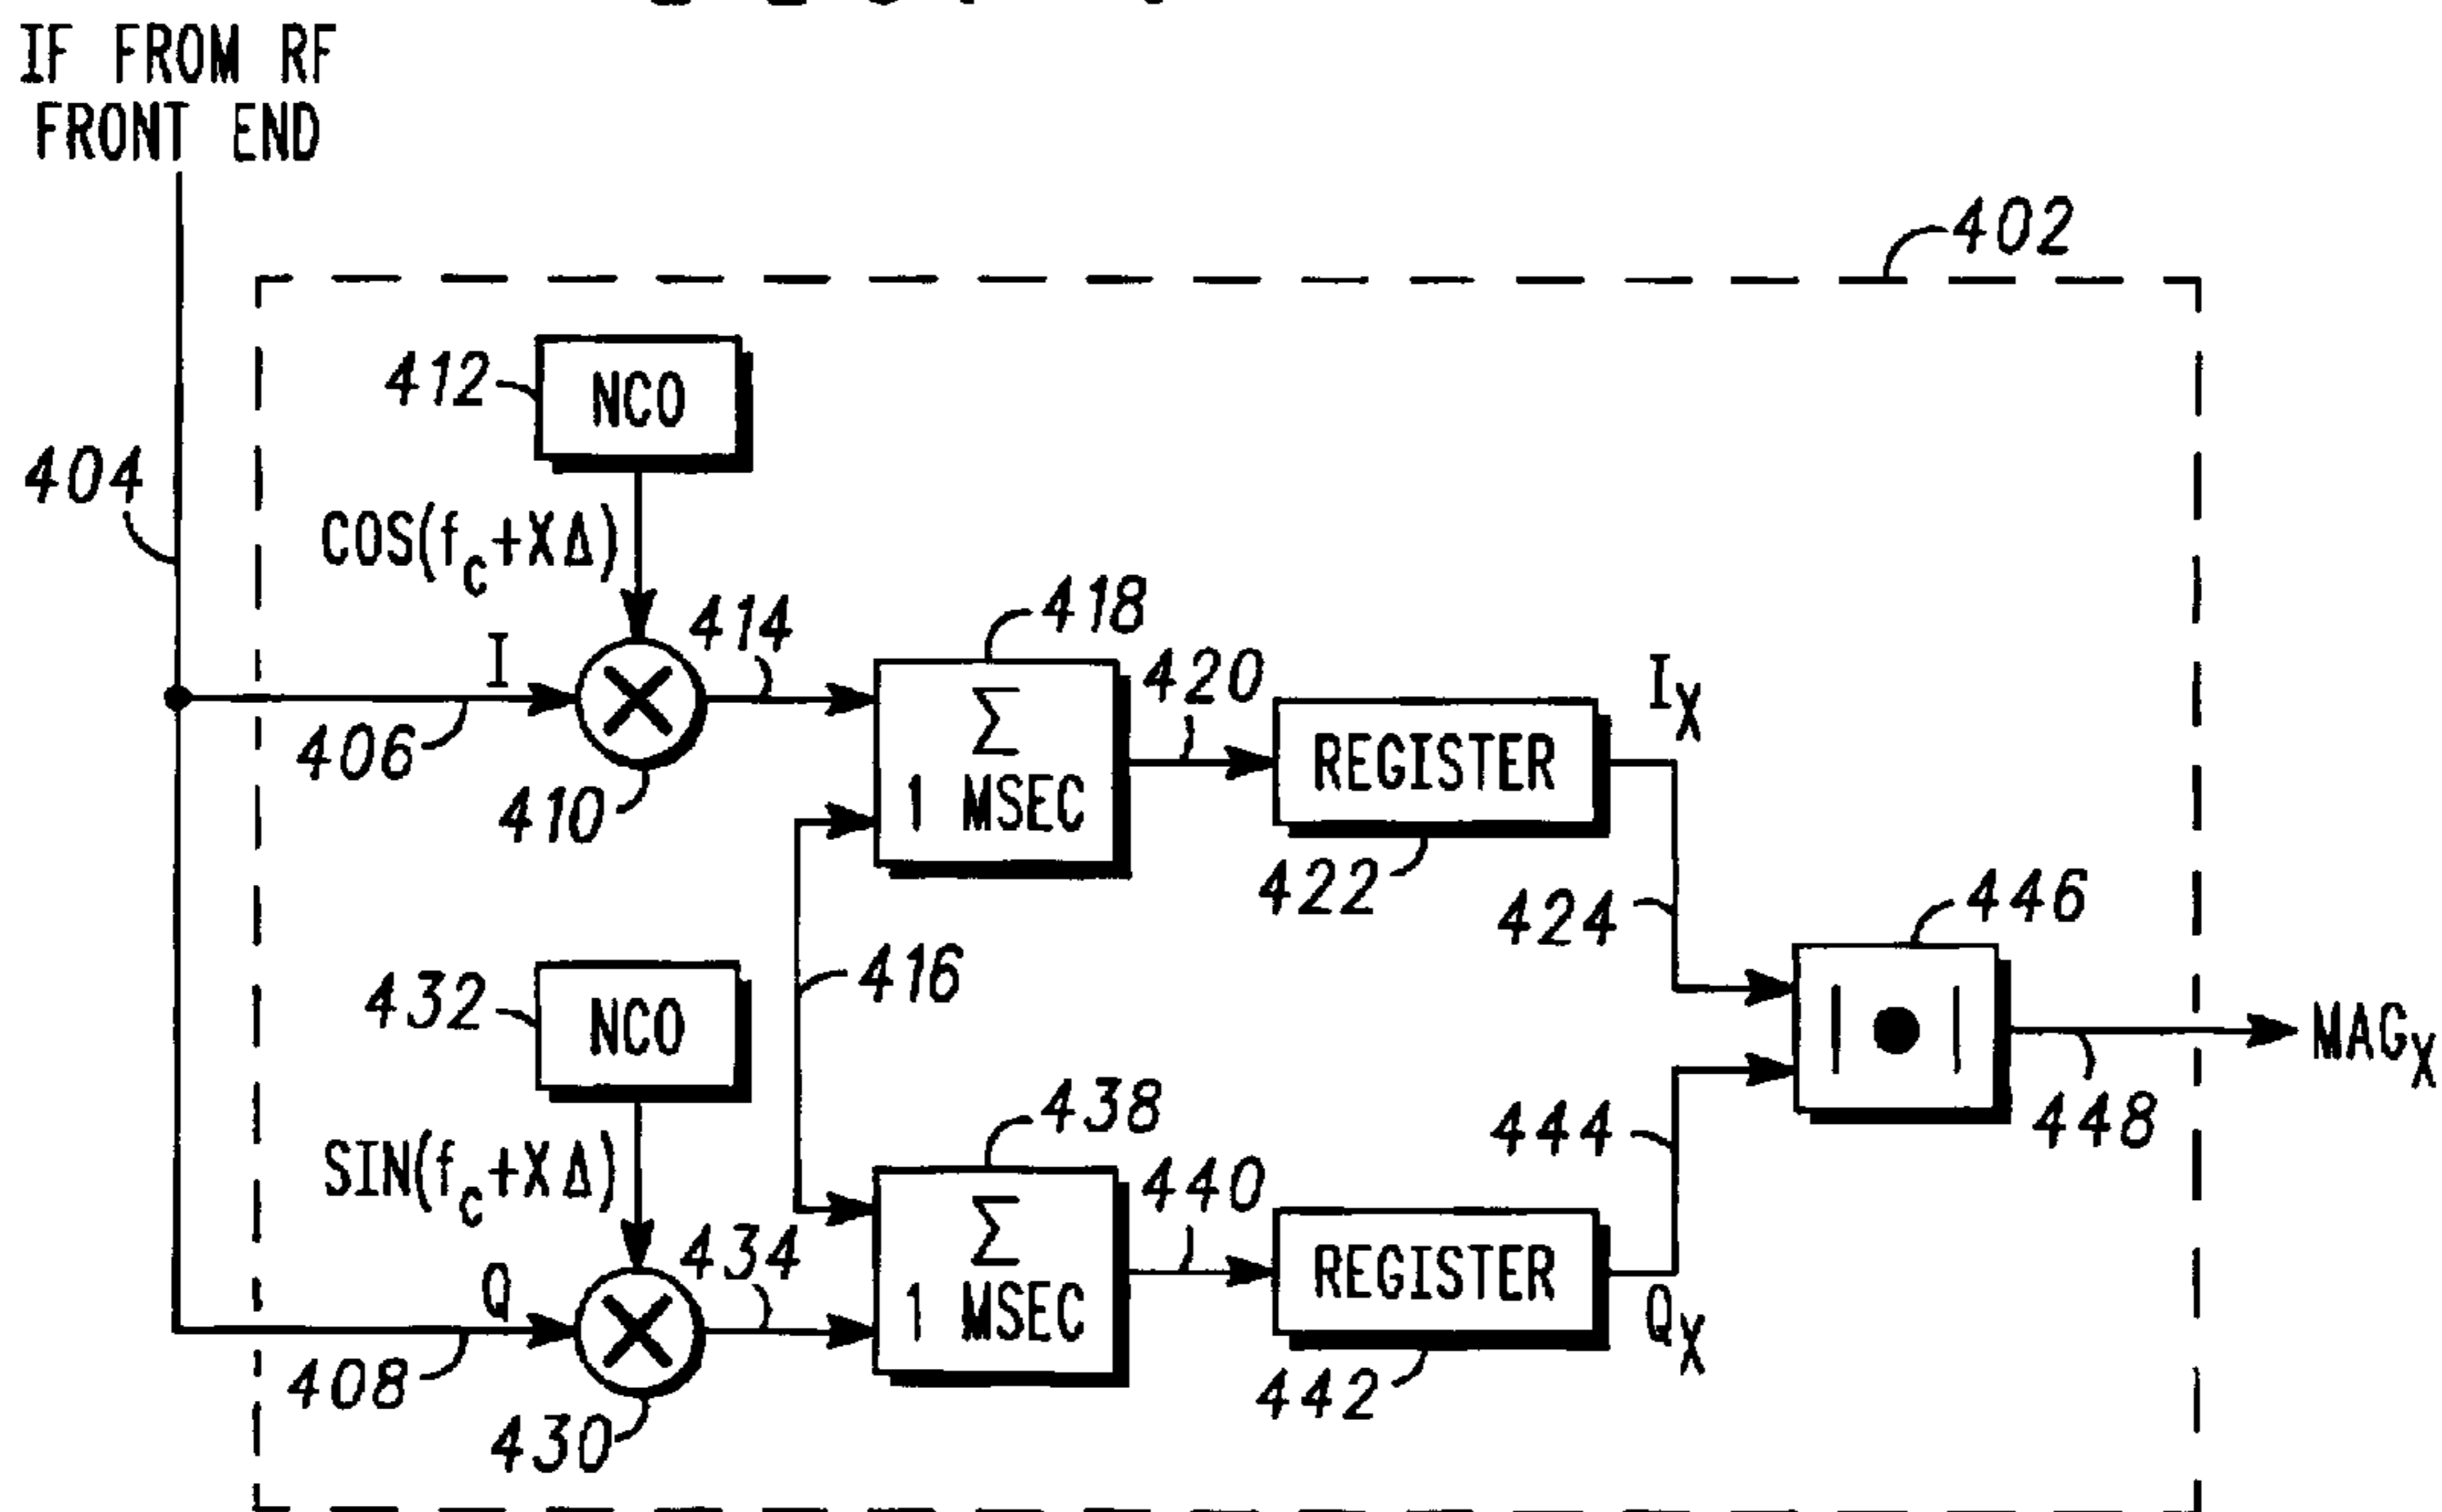 IF FROM RF
FRONT END
402
412
NCO
404
COS(fc+XΔ)
414
418
I
420
IX
406
Σ
1 MSEC
REGISTER
410
422
424
446
416
432
NCO
| ● |
MAGX
438
444
448
SIN(fc+XΔ)
440
434
Q
Σ
1 MSEC
REGISTER
QX
408
442
430